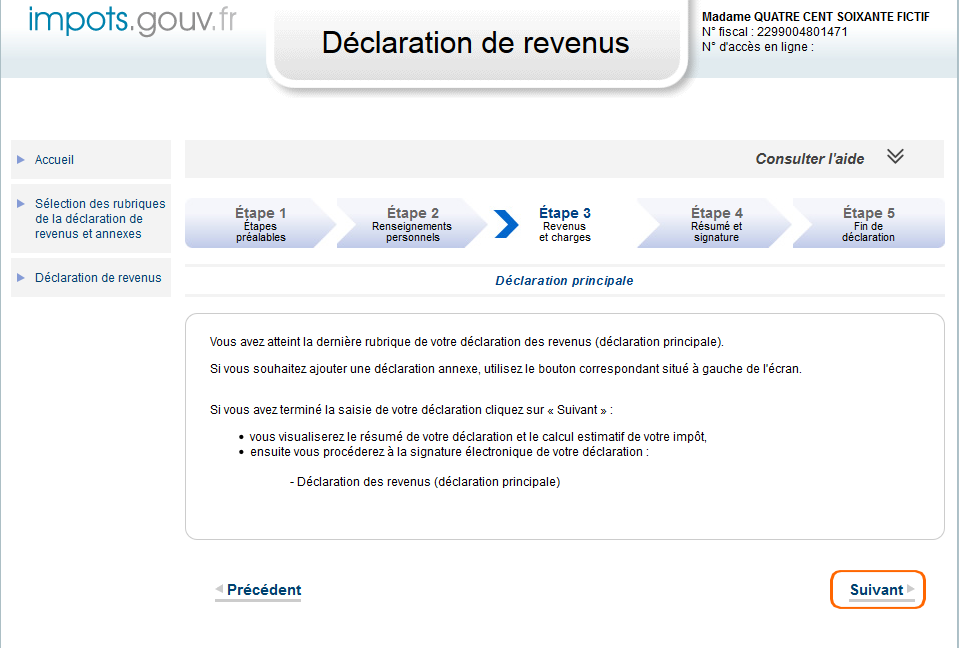 impots.gouv.fr
Déclaration de revenus
Madame QUATRE CENT SOIXANTE FICTIF
N° fiscal : 2299004801471
N° d'accès en ligne :
Accueil
Sélection des rubriques
de la déclaration de
revenus et annexes
Déclaration de revenus
Consulter l'aide
Étape 1
Étapes
préalables
Étape 2
Renseignements
personnels
Étape 3
Revenus
et charges
Étape 4
Résumé et
signature
Étape 5
Fin de
déclaration
Déclaration principale
Vous avez atteint la dernière rubrique de votre déclaration des revenus (déclaration principale).
Si vous souhaitez ajouter une déclaration annexe, utilisez le bouton correspondant situé à gauche de l'écran.
Si vous avez terminé la saisie de votre déclaration cliquez sur « Suivant » :
• vous visualiserez le résumé de votre déclaration et le calcul estimatif de votre impôt,
• ensuite vous procéderez à la signature électronique de votre déclaration :
- Déclaration des revenus (déclaration principale)
Précédent
Suivant